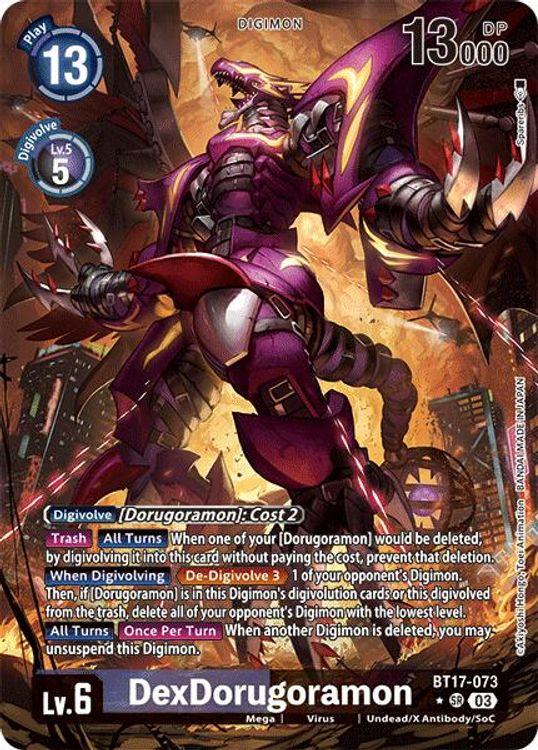 DIGIMON
Play
13
13000
DP
Digivolve
Lv.5
5
Spareribs
Digivolve [Dorugoramon]: Cost 2
Trash All Turns When one of your [Dorugoramon] would be deleted,
by digivolving it into this card without paying the cost, prevent that deletion.
When Digivolving De-Digivolve 3 1 of your opponent's Digimon.
Then, if [Dorugoramon] is in this Digimon's digivolution cards or this digivolved
from the trash, delete all of your opponent's Digimon with the lowest level.
All Turns Once Per Turn When another Digimon is deleted, you may
unsuspend this Digimon.
©Akiyoshi Hongo, Toei Animation · BANDAI MADE IN JAPAN
Lv.6
DexDorugoramon
BT17-073
SR 03
Mega | Virus | Undead/X Antibody/SoC